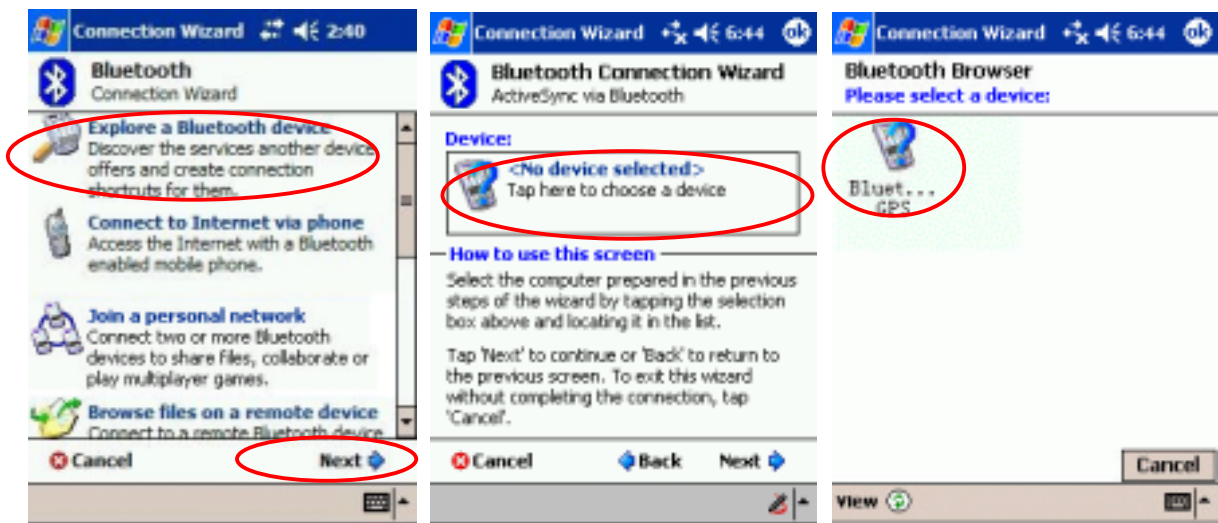 Connection Wizard 2:40
Bluetooth
Connection Wizard
Explore a Bluetooth device
Discover the services another device
offers and create connection
shortcuts for them.
Connect to Internet via phone
Access the Internet with a Bluetooth
enabled mobile phone.
Join a personal network
Connect two or more Bluetooth
devices to share files, collaborate or
play multiplayer games.
Browse files on a remote device
Connect to a remote Bluetooth device
Cancel Next
Connection Wizard 6:44 ok
Bluetooth Connection Wizard
ActiveSync via Bluetooth
Device:
<No device selected>
Tap here to choose a device
How to use this screen
Select the computer prepared in the previous
steps of the wizard by tapping the selection
box above and locating it in the list.
Tap 'Next' to continue or 'Back' to return to
the previous screen. To exit this wizard
without completing the connection, tap
'Cancel'.
Cancel Back Next
Connection Wizard 6:44 ok
Bluetooth Browser
Please select a device:
Bluet...
GPS
Cancel
View